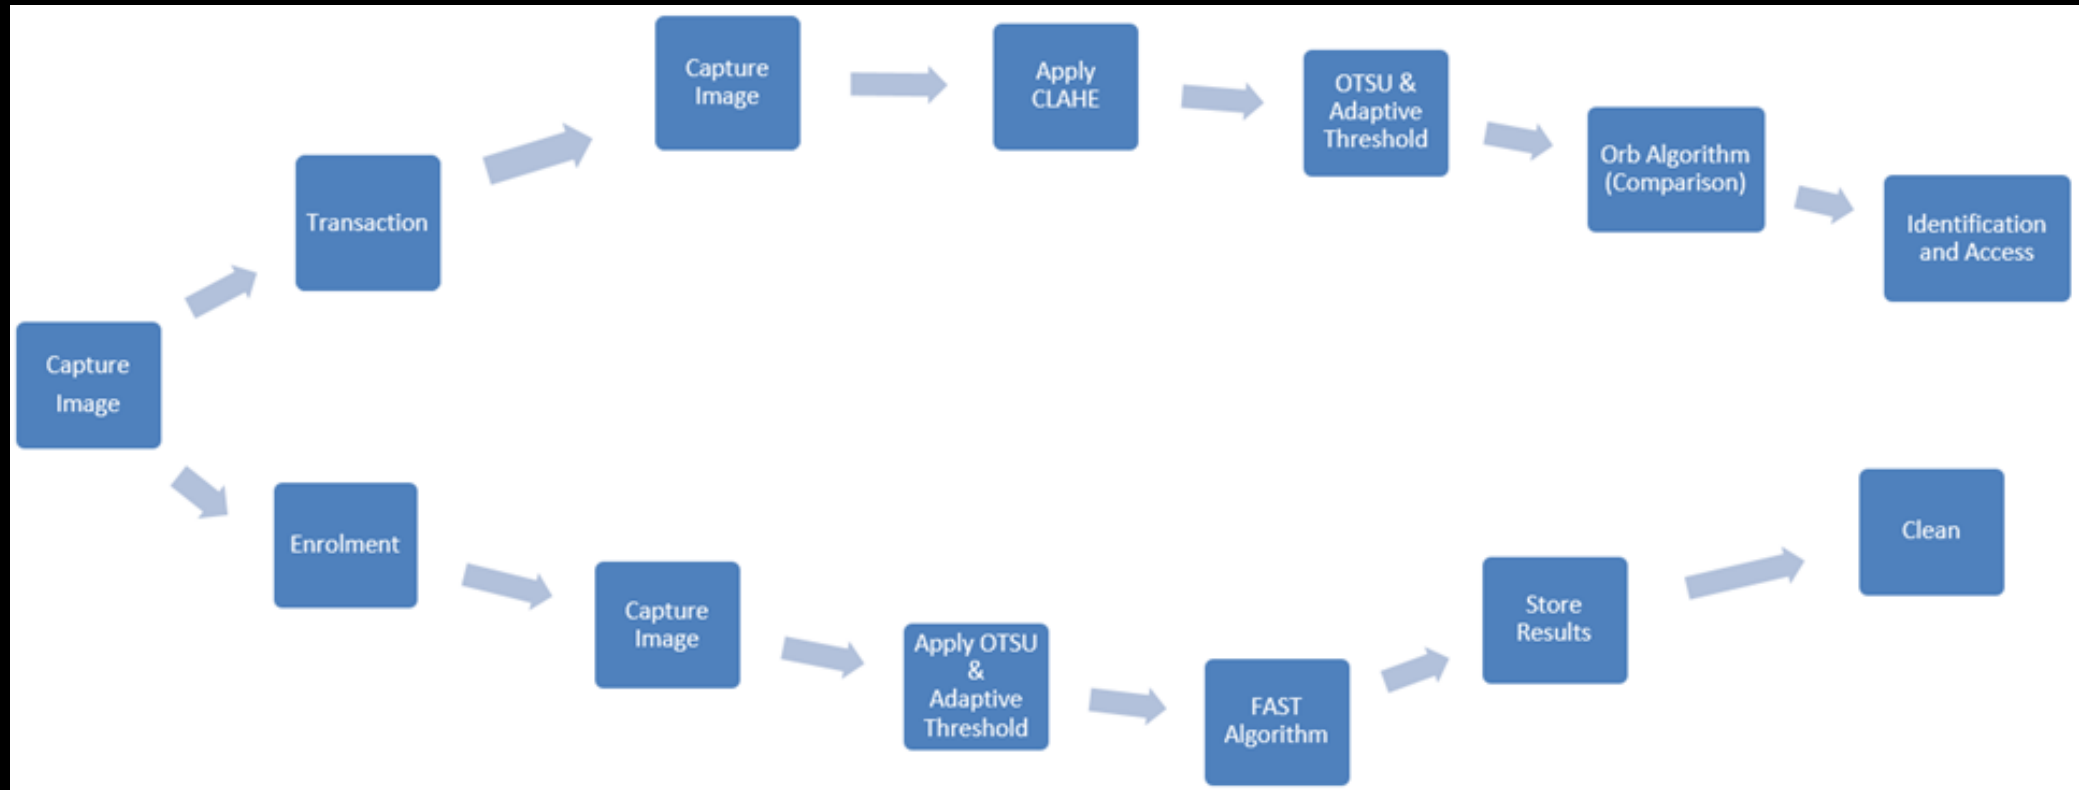 Capture
Image
Transaction
Capture
Image
Apply
CLAHE
OTSU &
Adaptive
Threshold
Orb Algorithm
(Comparison)
Identification
and Access
Enrolment
Capture
Image
Apply OTSU
&
Adaptive
Threshold
FAST
Algorithm
Store
Results
Clean